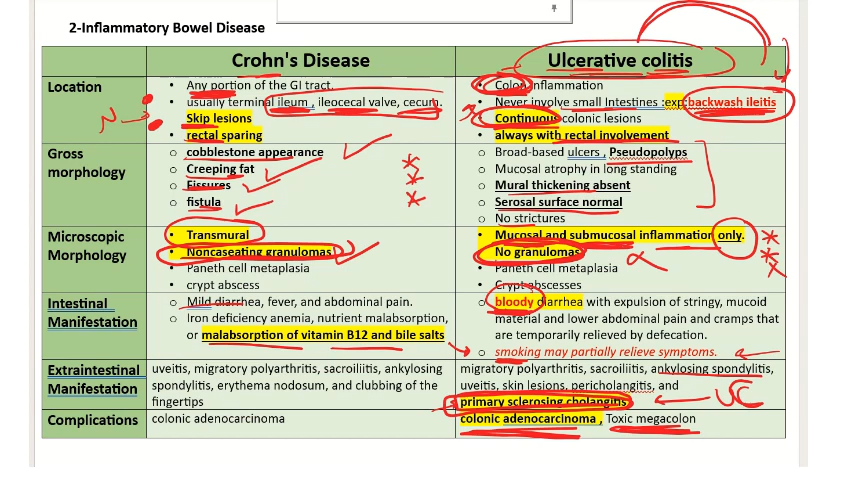 2-Inflammatory Bowel Disease
Crohn's Disease
Ulcerative colitis
Location
• Any portion of the GI tract.
• usually terminal ileum , ileocecal valve, cecum.
Skip lesions
• rectal sparing
• Colon inflammation
• Never involve small Intestines :exp:backwash ileitis
• Continuous colonic lesions
• always with rectal involvement
Gross
morphology
o cobblestone appearance
o Creeping fat
o Fissures
o fistula
o Broad-based ulcers , Pseudopolyps
o Mucosal atrophy in long standing
o Mural thickening absent
o Serosal surface normal
o No strictures
Microscopic
Morphology
• Transmural
• Noncaseating granulomas
• Paneth cell metaplasia
• crypt abscess
• Mucosal and submucosal inflammation only.
No granulomas
• Paneth cell metaplasia
• Crypt abscesses
Intestinal
Manifestation
o Mild diarrhea, fever, and abdominal pain.
o Iron deficiency anemia, nutrient malabsorption,
or malabsorption of vitamin B12 and bile salts
o bloody diarrhea with expulsion of stringy, mucoid
material and lower abdominal pain and cramps that
are temporarily relieved by defecation.
o smoking may partially relieve symptoms.
Extraintestinal
Manifestation
uveitis, migratory polyarthritis, sacroiliitis, ankylosing
spondylitis, erythema nodosum, and clubbing of the
fingertips
migratory polyarthritis, sacroiliitis, ankylosing spondylitis,
uveitis, skin lesions, pericholangitis, and
primary sclerosing cholangitis
UC
Complications
colonic adenocarcinoma
colonic adenocarcinoma , Toxic megacolon